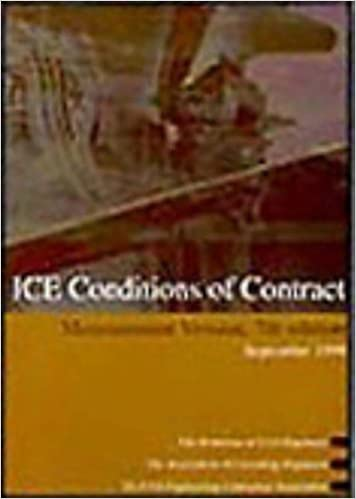 ICE Conditions of Contract
Measurement Version, 7th edition
September 1999
The Institution of Civil Engineers
The Association of Consulting Engineers
The Civil Engineering Contractors Association